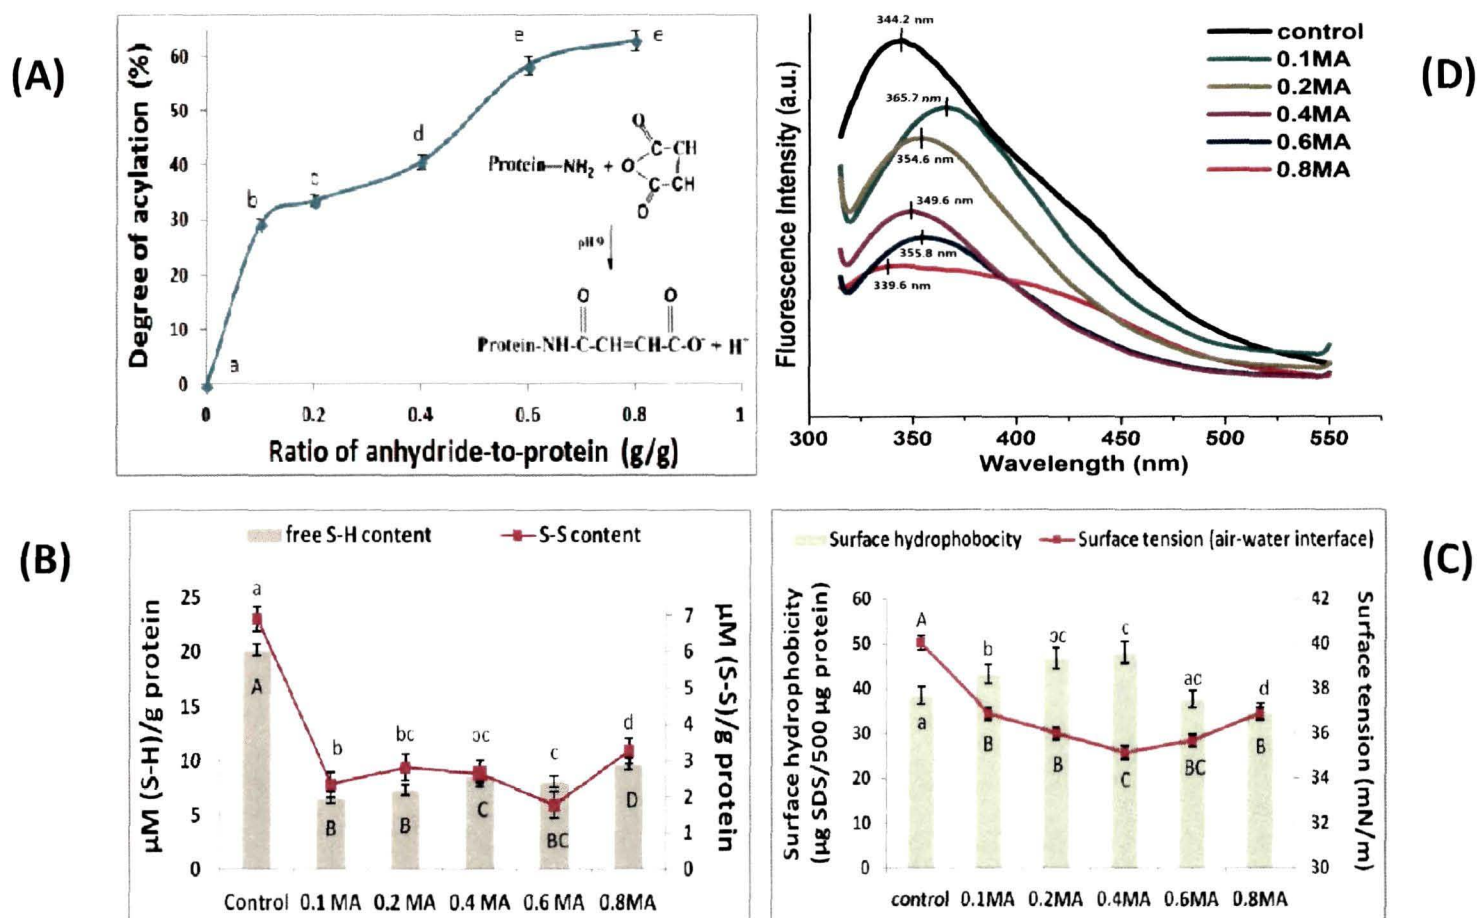 (A)
Degree of acylation (%)
60
50
40
30
20
10
0
a
b
c
d
e
e
O
C-CH
Protein—NH2 + O
C-CH
O
pH 9
O O
Protein-NH-C-CH=CH-C-O- + H-
0 0.2 0.4 0.6 0.8 1
Ratio of anhydride-to-protein (g/g)
(D)
Fluorescence Intensity (a.u.)
344.2 nm
365.7 nm
354.6 nm
349.6 nm
355.8 nm
339.6 nm
control
0.1MA
0.2MA
0.4MA
0.6MA
0.8MA
300 350 400 450 500 550
Wavelength (nm)
(B)
free S-H content S-S content
µM (S-H)/g protein
25
20
15
10
5
0
a
b
bc
bc
c
d
A
B
B
C
BC
D
7
6
5
4
3
2
1
0
µM (S-S)/g protein
Control 0.1 MA 0.2 MA 0.4 MA 0.6 MA 0.8MA
(C)
Surface hydrophobocity Surface tension (air-water interface)
Surface hydrophobicity
(µg SDS/500 µg protein)
60
50
40
30
20
10
0
A
b
bc
c
ac
d
a
B
B
C
BC
B
42
40
38
36
34
32
30
Surface tension (mN/m)
control 0.1MA 0.2MA 0.4MA 0.6MA 0.8MA